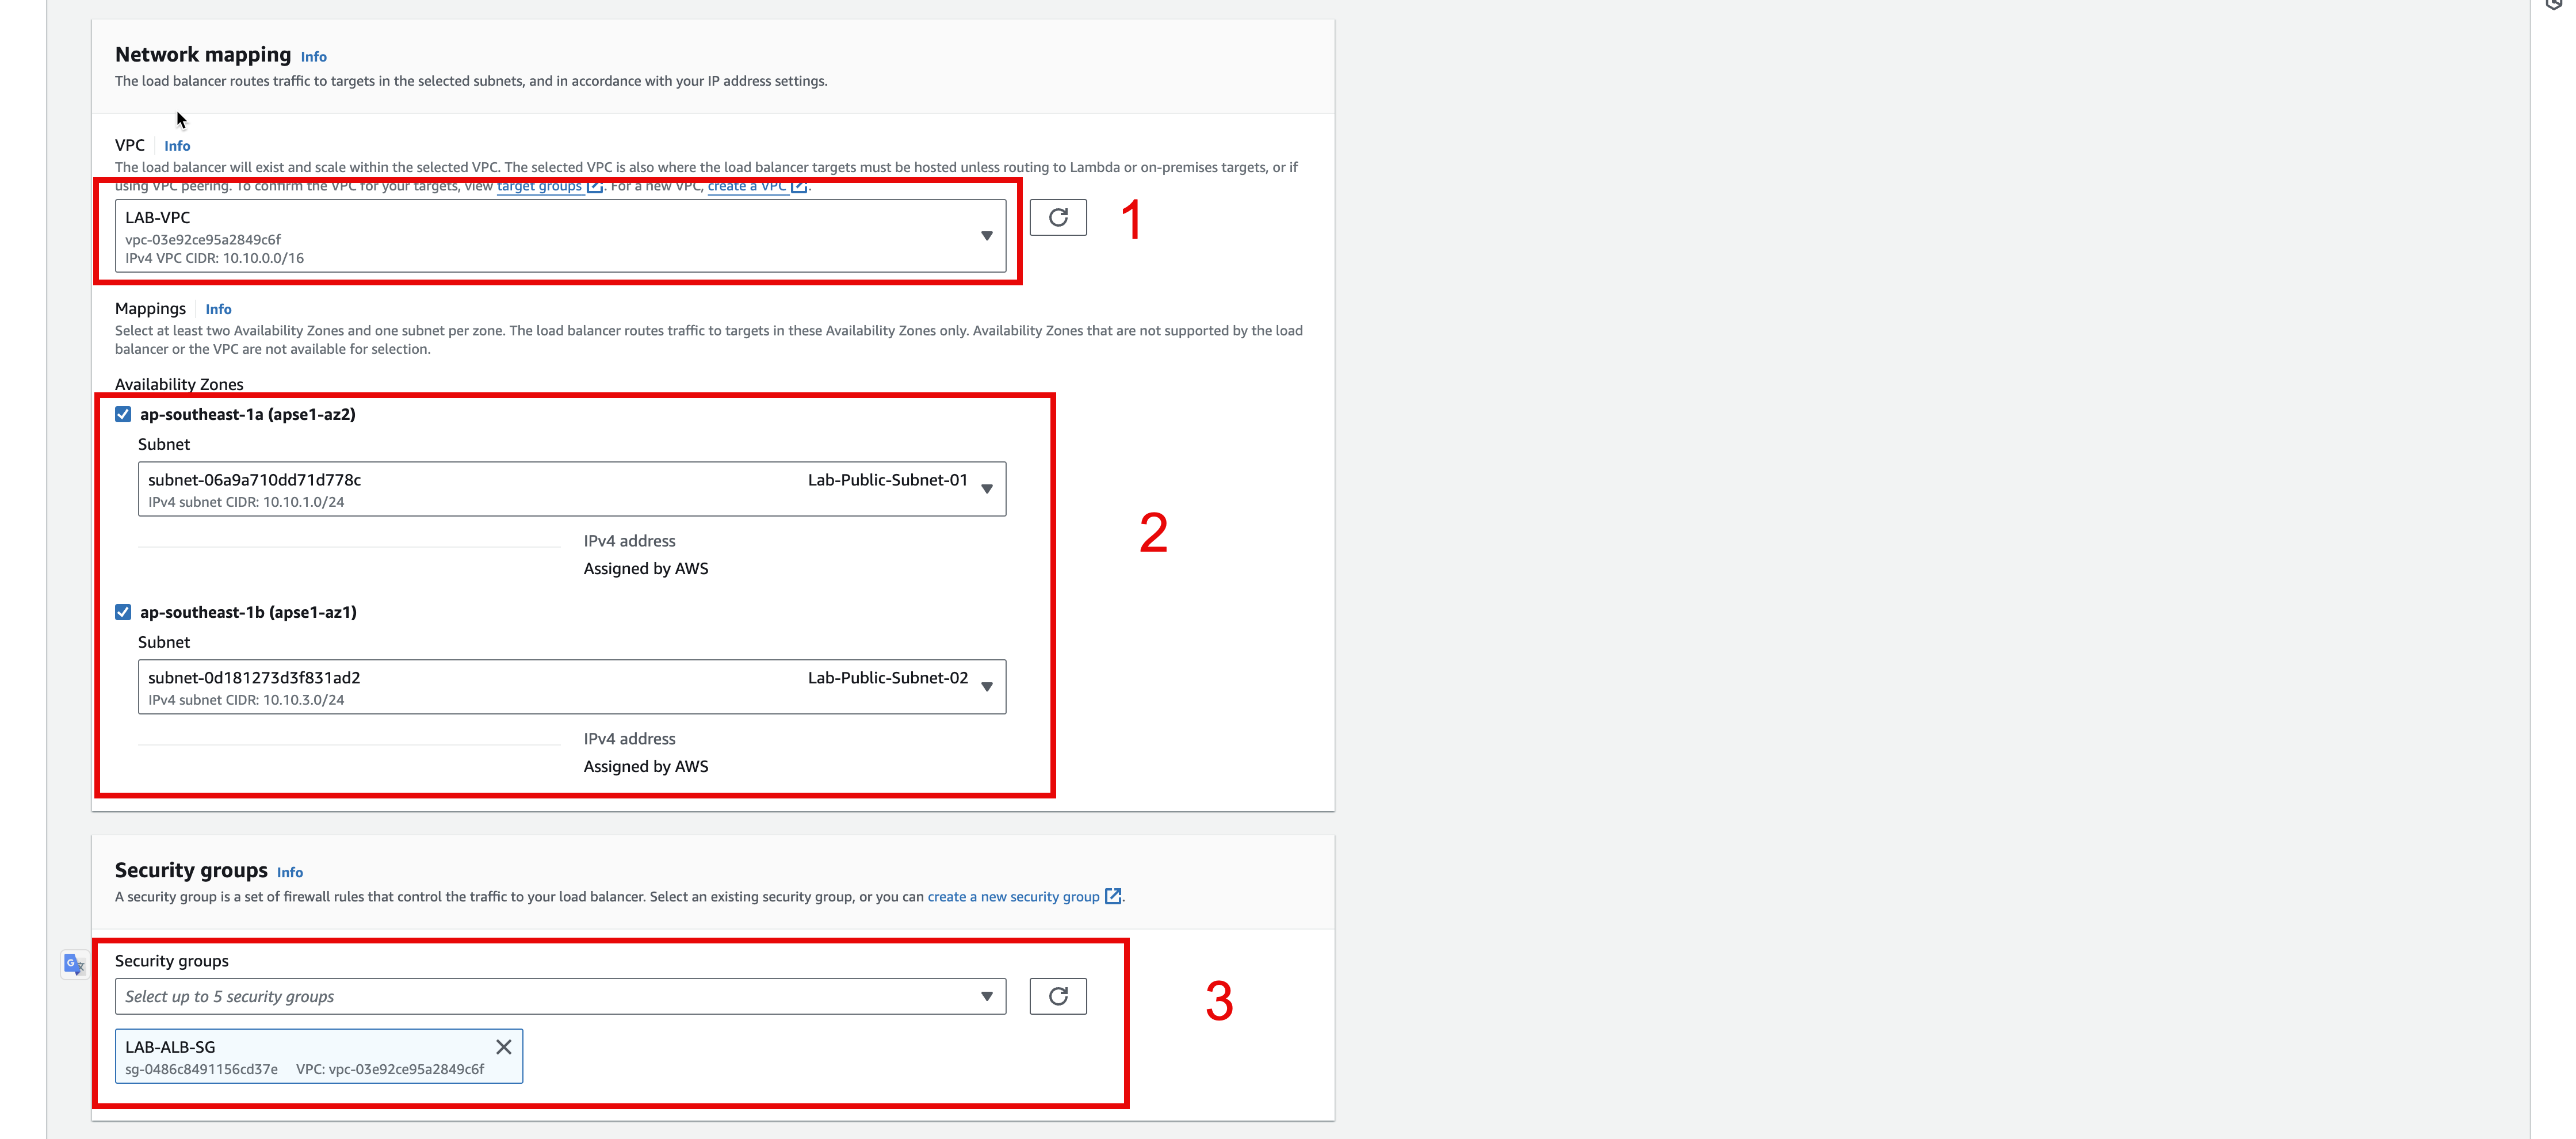 Network mapping Info
The load balancer routes traffic to targets in the selected subnets, and in accordance with your IP address settings.
VPC Info
The load balancer will exist and scale within the selected VPC. The selected VPC is also where the load balancer targets must be hosted unless routing to Lambda or on-premises targets, or if
using VPC peering. To confirm the VPC for your targets, view target groups. For a new VPC, create a VPC.
LAB-VPC
vpc-03e92ce95a2849c6f
IPv4 VPC CIDR: 10.10.0.0/16
1
Mappings Info
Select at least two Availability Zones and one subnet per zone. The load balancer routes traffic to targets in these Availability Zones only. Availability Zones that are not supported by the load
balancer or the VPC are not available for selection.
Availability Zones
ap-southeast-1a (apse1-az2)
Subnet
subnet-06a9a710dd71d778c Lab-Public-Subnet-01
IPv4 subnet CIDR: 10.10.1.0/24
IPv4 address
Assigned by AWS
2
ap-southeast-1b (apse1-az1)
Subnet
subnet-0d181273d3f831ad2 Lab-Public-Subnet-02
IPv4 subnet CIDR: 10.10.3.0/24
IPv4 address
Assigned by AWS
Security groups Info
A security group is a set of firewall rules that control the traffic to your load balancer. Select an existing security group, or you can create a new security group.
Security groups
Select up to 5 security groups
3
LAB-ALB-SG
sg-0486c8491156cd37e VPC: vpc-03e92ce95a2849c6f